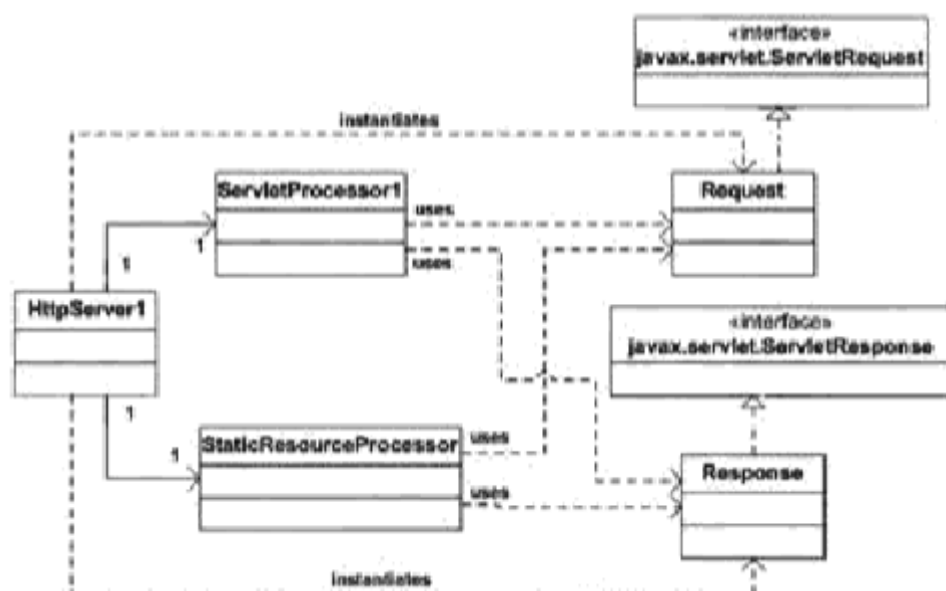 «interface»
javax.servlet.ServletRequest
instantiates
ServletProcessor1
uses
Request
1
uses
1
HttpServer1
«interface»
javax.servlet.ServletResponse
1
1
StaticResourceProcessor
uses
Response
uses
instantiates